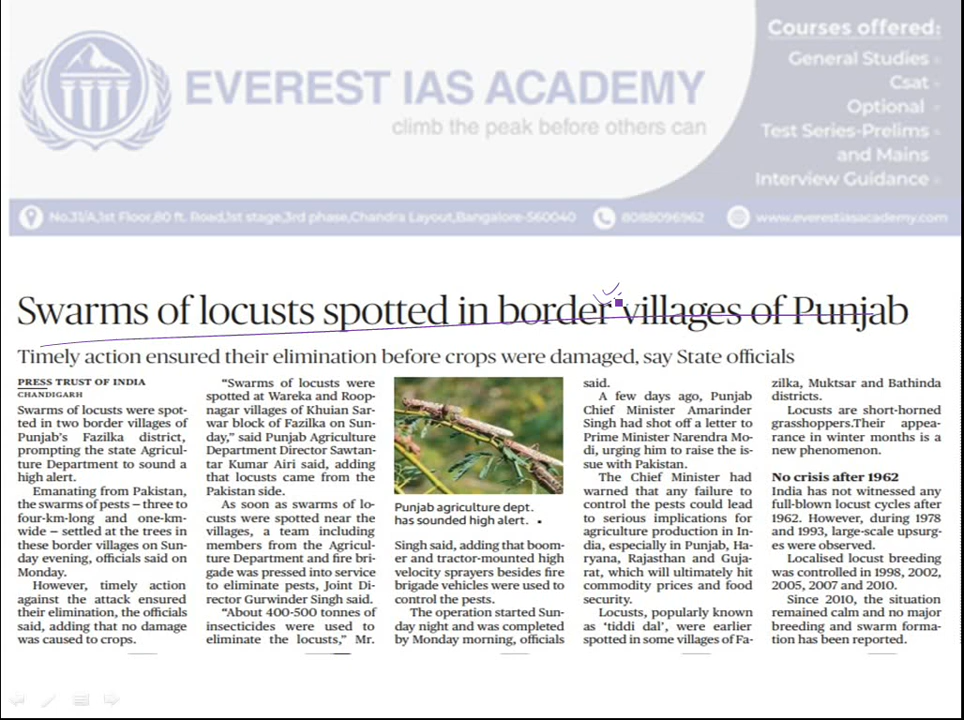 EVEREST IAS ACADEMY
climb the peak before others can
Courses offered:
General Studies
Csat
Optional
Test Series-Prelims
and Mains
Interview Guidance
No.31/A,1st Floor,80 ft. Road,1st stage,3rd phase,Chandra Layout,Bangalore-560040
8088096962
www.everestiasacademy.com
Swarms of locusts spotted in border villages of Punjab
Timely action ensured their elimination before crops were damaged, say State officials
PRESS TRUST OF INDIA
CHANDIGARH
Swarms of locusts were spot-
ted in two border villages of
Punjab's Fazilka district,
prompting the state Agricul-
ture Department to sound a
high alert.
Emanating from Pakistan,
the swarms of pests – three to
four-km-long and one-km-
wide – settled at the trees in
these border villages on Sun-
day evening, officials said on
Monday.
However, timely action
against the attack ensured
their elimination, the officials
said, adding that no damage
was caused to crops.
"Swarms of locusts were
spotted at Wareka and Roop-
nagar villages of Khuian Sar-
war block of Fazilka on Sun-
day," said Punjab Agriculture
Department Director Sawtan-
tar Kumar Airi said, adding
that locusts came from the
Pakistan side.
As soon as swarms of lo-
custs were spotted near the
villages, a team including
members from the Agricul-
ture Department and fire bri-
gade was pressed into service
to eliminate pests, Joint Di-
rector Gurwinder Singh said.
"About 400-500 tonnes of
insecticides were used to
eliminate the locusts," Mr.
Punjab agriculture dept.
has sounded high alert. •
Singh said, adding that boom-
er and tractor-mounted high
velocity sprayers besides fire
brigade vehicles were used to
control the pests.
The operation started Sun-
day night and was completed
by Monday morning, officials
said.
A few days ago, Punjab
Chief Minister Amarinder
Singh had shot off a letter to
Prime Minister Narendra Mo-
di, urging him to raise the is-
sue with Pakistan.
The Chief Minister had
warned that any failure to
control the pests could lead
to serious implications for
agriculture production in In-
dia, especially in Punjab, Ha-
ryana, Rajasthan and Guja-
rat, which will ultimately hit
commodity prices and food
security.
Locusts, popularly known
as 'tiddi dal', were earlier
spotted in some villages of Fa-
zilka, Muktsar and Bathinda
districts.
Locusts are short-horned
grasshoppers.Their appea-
rance in winter months is a
new phenomenon.
No crisis after 1962
India has not witnessed any
full-blown locust cycles after
1962. However, during 1978
and 1993, large-scale upsurg-
es were observed.
Localised locust breeding
was controlled in 1998, 2002,
2005, 2007 and 2010.
Since 2010, the situation
remained calm and no major
breeding and swarm forma-
tion has been reported.